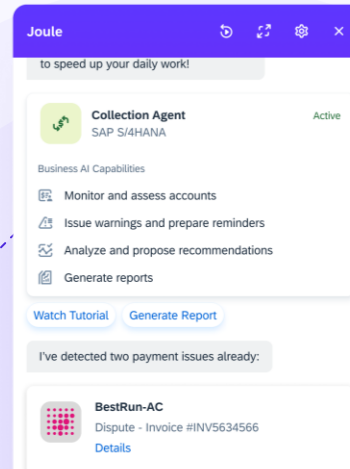 Joule
to speed up your daily work!
Collection Agent
Active
SAP S/4HANA
Business AI Capabilities
Monitor and assess accounts
Issue warnings and prepare reminders
Analyze and propose recommendations
Generate reports
Watch Tutorial
Generate Report
I've detected two payment issues already:
BestRun-AC
Dispute - Invoice #INV5634566
Details